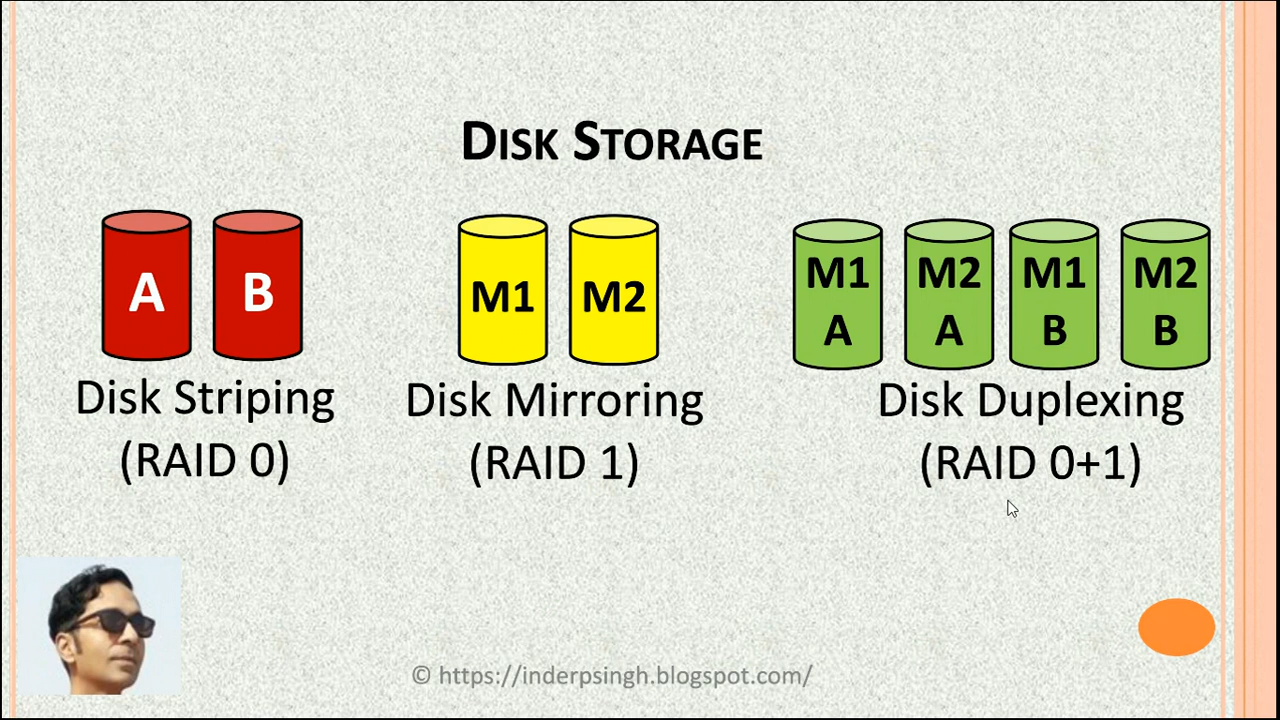 DISK STORAGE
A B
M1 M2
M1 M2 M1 M2
A A B B
Disk Striping
(RAID 0)
Disk Mirroring
(RAID 1)
Disk Duplexing
(RAID 0+1)
© https://inderpsingh.blogspot.com/